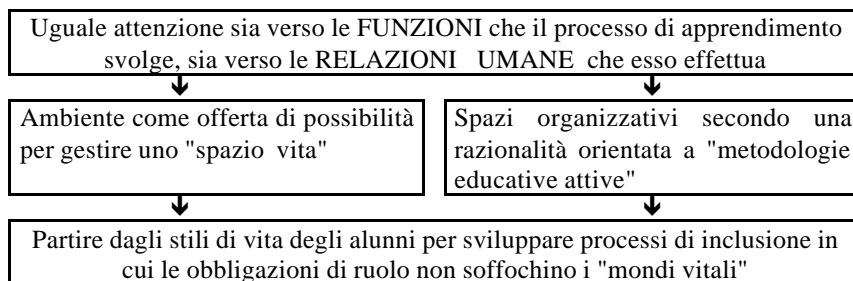 Uguale attenzione sia verso le FUNZIONI che il processo di apprendimento
svolge, sia verso le RELAZIONI UMANE che esso effettua
Ambiente come offerta di possibilità
per gestire uno "spazio vita"
Spazi organizzativi secondo una
razionalità orientata a "metodologie
educative attive"
Partire dagli stili di vita degli alunni per sviluppare processi di inclusione in
cui le obbligazioni di ruolo non soffochino i "mondi vitali"